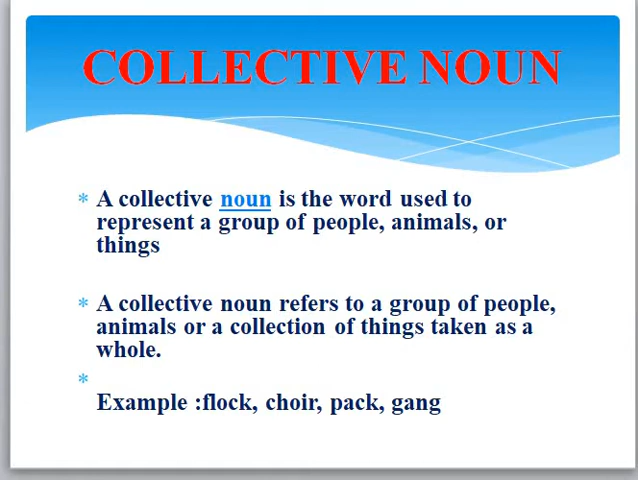 COLLECTIVE NOUN
* A collective noun is the word used to
represent a group of people, animals, or
things
* A collective noun refers to a group of people,
animals or a collection of things taken as a
whole.
*
Example :flock, choir, pack, gang